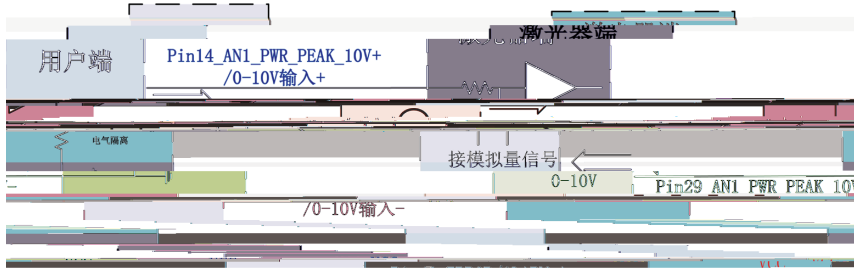 激光器端
用户端
Pin14_AN1_PWR_PEAK_10V+
/0-10V输入+
电气隔离
接模拟量信号
0-10V
Pin29_AN1_PWR_PEAK_10V-
/0-10V输入-